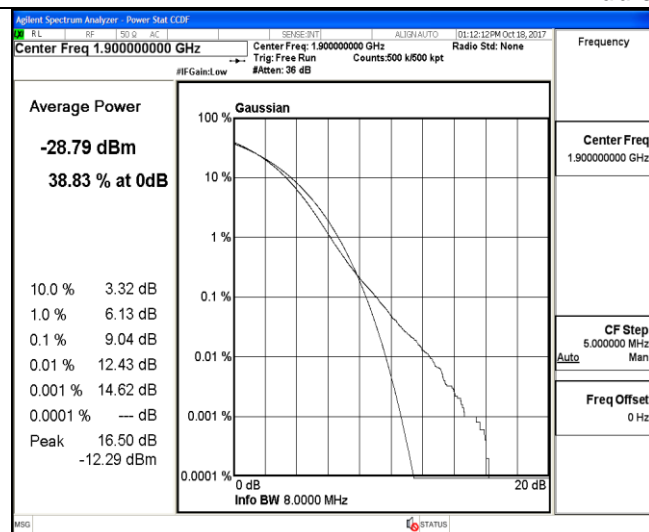 Agilent Spectrum Analyzer - Power Stat CCDF
RL RF 50 Ω AC SENSE:INT ALIGN AUTO 01:12:12 PM Oct 18, 2017
Center Freq 1.900000000 GHz
Center Freq: 1.900000000 GHz Radio Std: None
Trig: Free Run Counts:500 k/500 kpt
#IFGain:Low #Atten: 36 dB
Frequency
Average Power
-28.79 dBm
38.83 % at 0dB
10.0 % 3.32 dB
1.0 % 6.13 dB
0.1 % 9.04 dB
0.01 % 12.43 dB
0.001 % 14.62 dB
0.0001 % --- dB
Peak 16.50 dB
-12.29 dBm
Gaussian
100 %
10 %
1 %
0.1 %
0.01 %
0.001 %
0.0001 %
0 dB 20 dB
Info BW 8.0000 MHz
Center Freq
1.900000000 GHz
CF Step
5.000000 MHz
Auto Man
Freq Offset
0 Hz
MSG STATUS